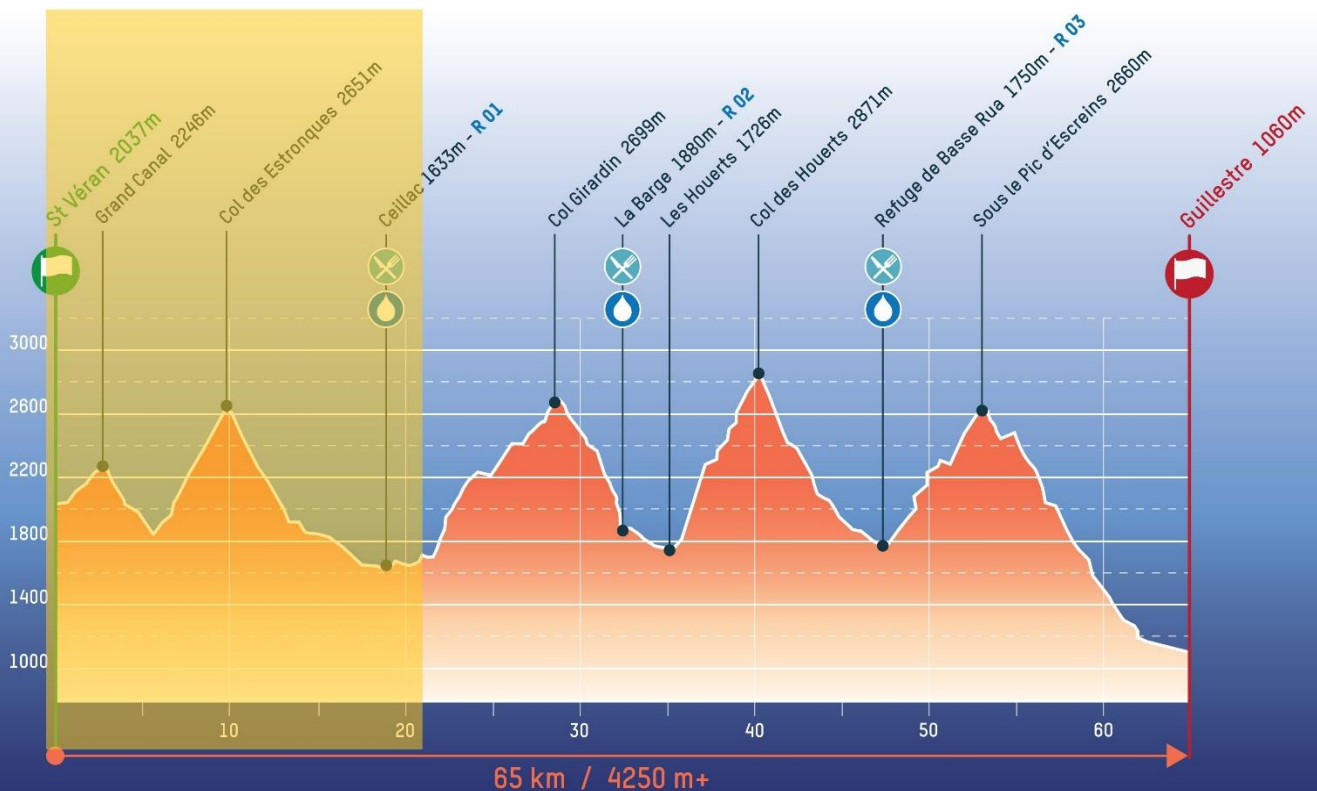 St Véran 2037m
Grand Canal 2246m
Col des Estronques 2651m
Ceillac 1633m - R 01
Col Girardin 2699m
La Barge 1880m - R 02
Les Houerts 1726m
Col des Houerts 2871m
Refuge de Basse Rua 1750m - R 03
Sous le Pic d'Escreins 2660m
Guillestre 1060m
3000
2600
2200
1800
1400
1000
10 20 30 40 50 60
65 km / 4250 m+